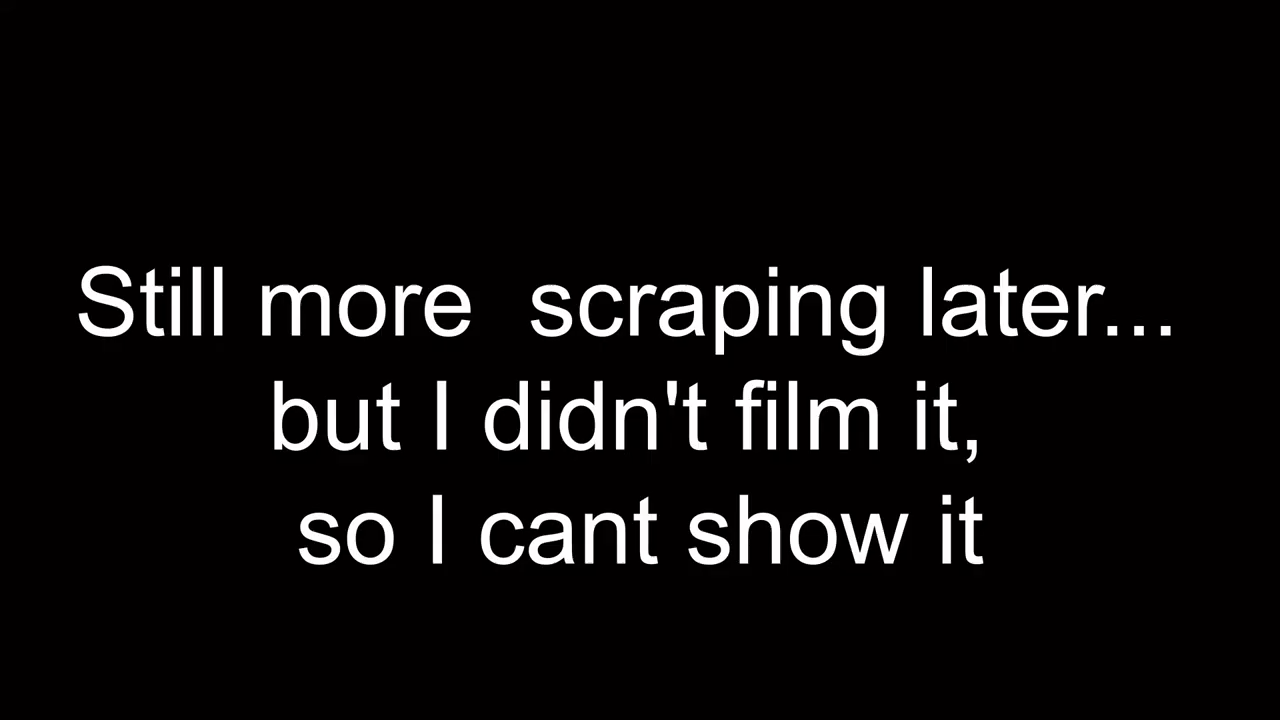 Still more  scraping later...
but I didn't film it,
so I cant show it